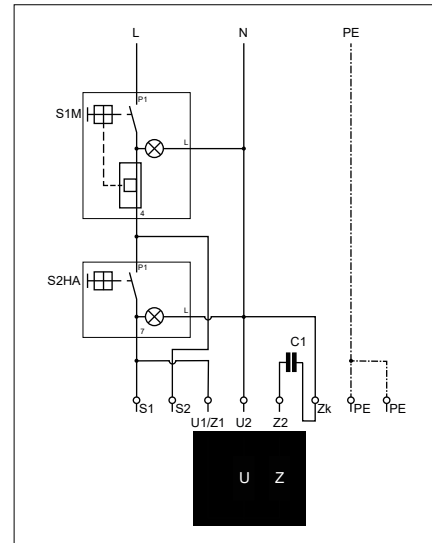 L N PE
P1
S1M
L
4
P1
S2HA
L
7
C1
S1 S2 Zk PE PE
U1/Z1 U2 Z2
U Z